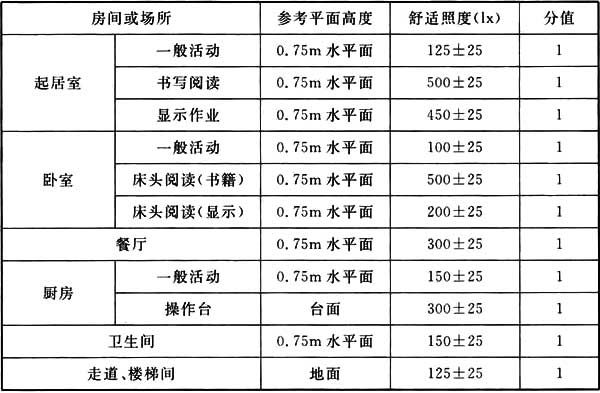 房间或场所 参考平面高度 舒适照度(lx) 分值
起居室 一般活动 0.75m 水平面 125±25 1
书写阅读 0.75m 水平面 500±25 1
显示作业 0.75m 水平面 450±25 1
卧室 一般活动 0.75m 水平面 100±25 1
床头阅读(书籍) 0.75m 水平面 500±25 1
床头阅读(显示) 0.75m 水平面 200±25 1
餐厅 0.75m 水平面 300±25 1
厨房 一般活动 0.75m 水平面 150±25 1
操作台 台面 300±25 1
卫生间 0.75m 水平面 150±25 1
走道、楼梯间 地面 125±25 1